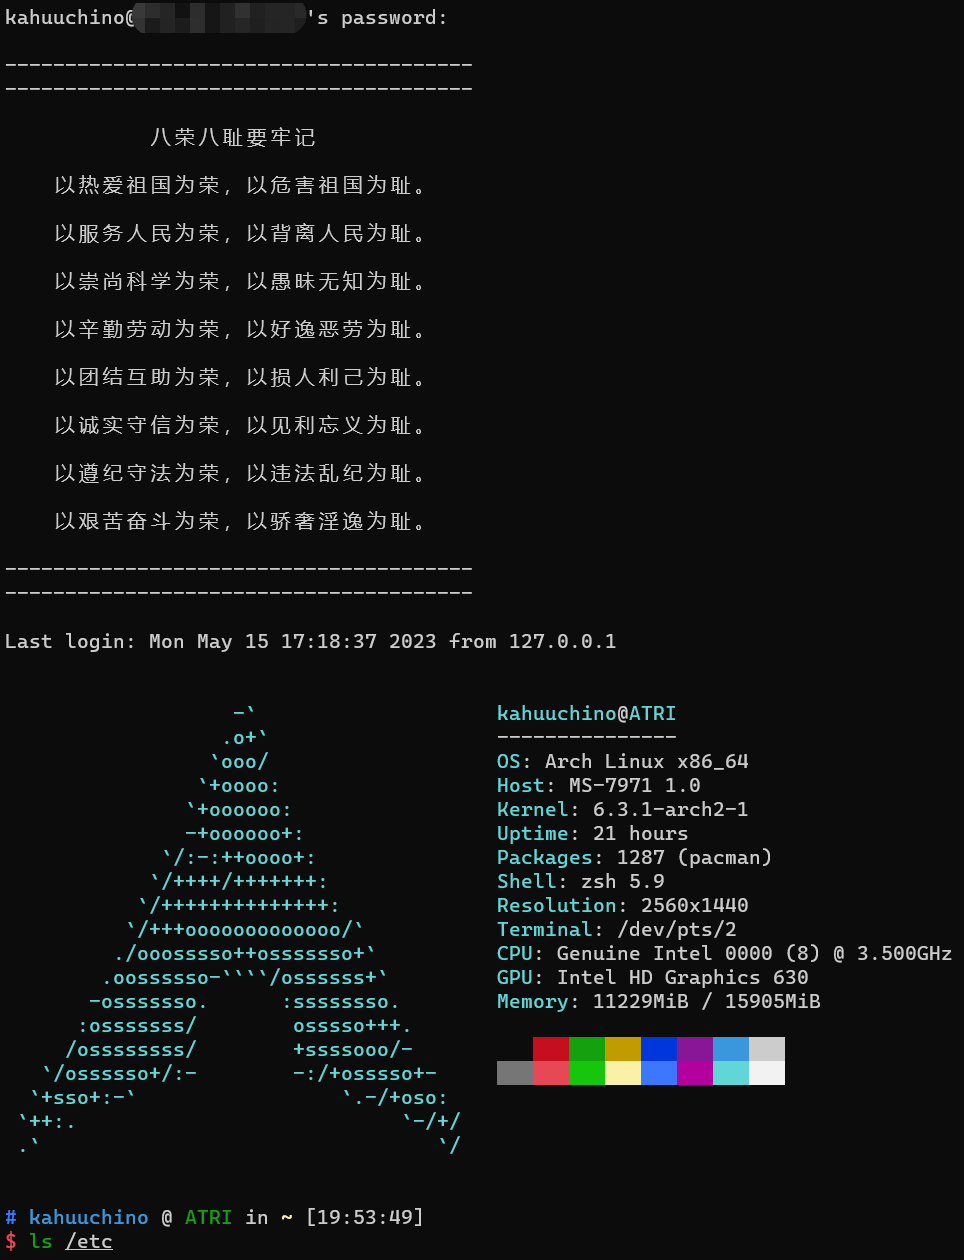 kahuuchino@'s password:
---------------------------------------
---------------------------------------
八荣八耻要牢记
以热爱祖国为荣，以危害祖国为耻。
以服务人民为荣，以背离人民为耻。
以崇尚科学为荣，以愚昧无知为耻。
以辛勤劳动为荣，以好逸恶劳为耻。
以团结互助为荣，以损人利己为耻。
以诚实守信为荣，以见利忘义为耻。
以遵纪守法为荣，以违法乱纪为耻。
以艰苦奋斗为荣，以骄奢淫逸为耻。
---------------------------------------
---------------------------------------
Last login: Mon May 15 17:18:37 2023 from 127.0.0.1
                   -`                    kahuuchino@ATRI
                  .o+`                   ---------------
                 `ooo/                   OS: Arch Linux x86_64
                `+oooo:                  Host: MS-7971 1.0
               `+oooooo:                 Kernel: 6.3.1-arch2-1
               -+oooooo+:                Uptime: 21 hours
             `/:-:++oooo+:               Packages: 1287 (pacman)
            `/++++/+++++++:              Shell: zsh 5.9
           `/++++++++++++++:             Resolution: 2560x1440
          `/+++ooooooooooooo/`           Terminal: /dev/pts/2
         ./ooosssso++osssssso+`          CPU: Genuine Intel 0000 (8) @ 3.500GHz
        .oossssso-````/ossssss+`         GPU: Intel HD Graphics 630
       -osssssso.      :ssssssso.        Memory: 11229MiB / 15905MiB
      :osssssss/        osssso+++.
     /ossssssss/        +ssssooo/-
   `/ossssso+/:-        -:/+osssso+-
  `+sso+:-`                 `.-/+oso:
 `++:.                           `-/+/
 .`                                 `/
# kahuuchino @ ATRI in ~ [19:53:49]
$ ls /etc